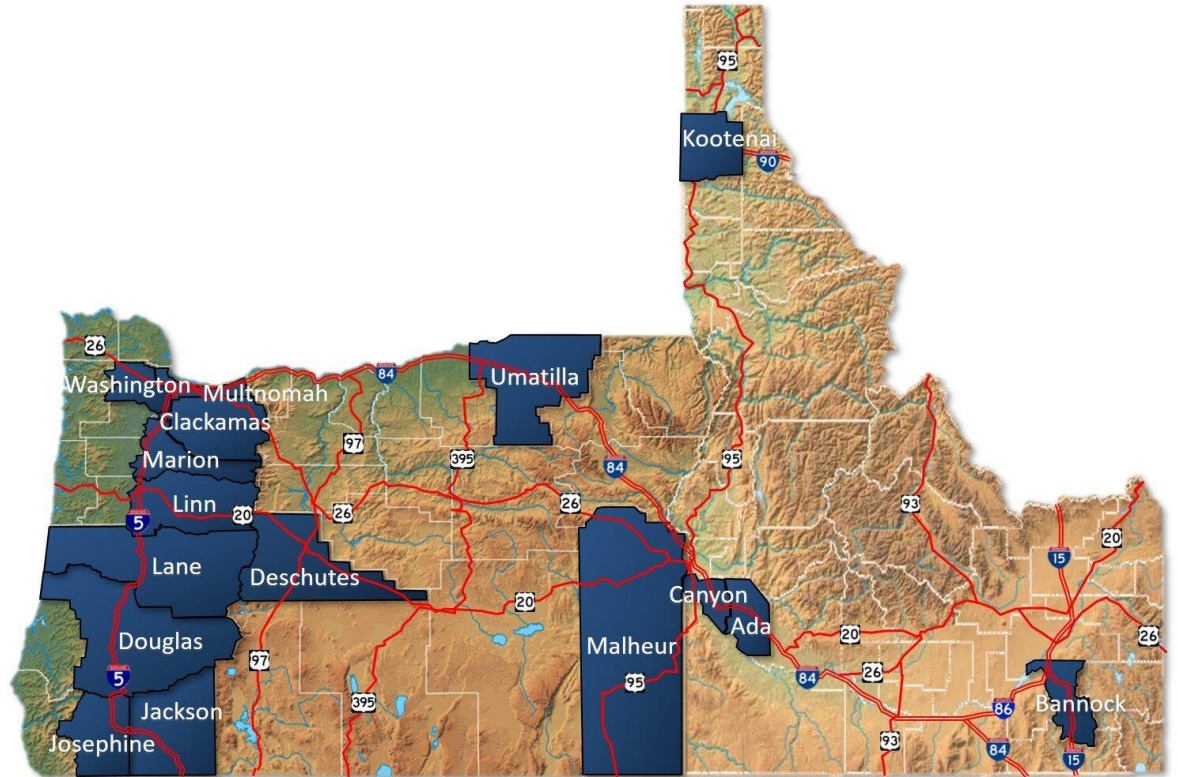 95
Kootenai
90
26
Washington
Multnomah
84
Umatilla
Clackamas
97
Marion
395
84
95
Linn
20
26
26
93
5
20
15
Lane
Deschutes
20
Canyon
Ada
Douglas
Malheur
20
26
97
95
84
26
5
395
86
Bannock
Jackson
Josephine
93
84
15